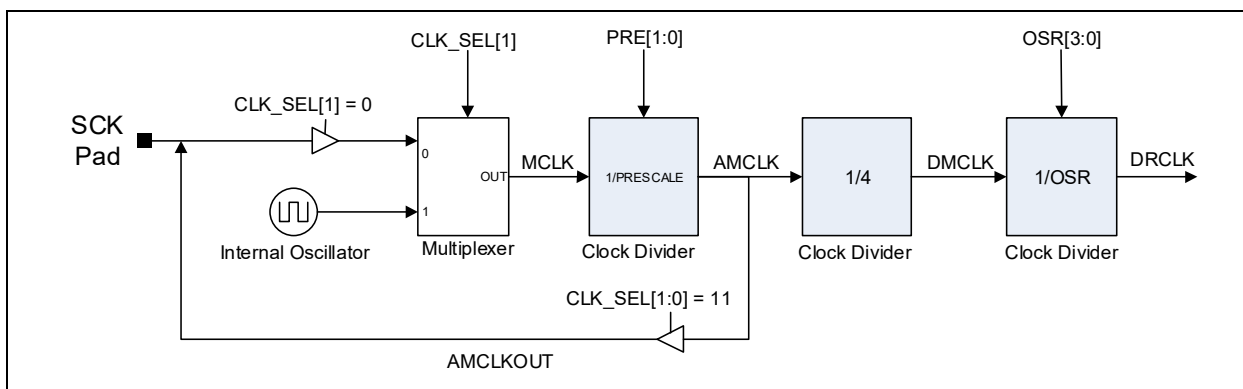 CLK_SEL[1]
PRE[1:0]
OSR[3:0]
CLK_SEL[1] = 0
SCK
Pad
0
OUT
MCLK
1/PRESCALE
AMCLK
1/4
DMCLK
1/OSR
DRCLK
1
Internal Oscillator
Multiplexer
Clock Divider
Clock Divider
Clock Divider
CLK_SEL[1:0] = 11
AMCLKOUT